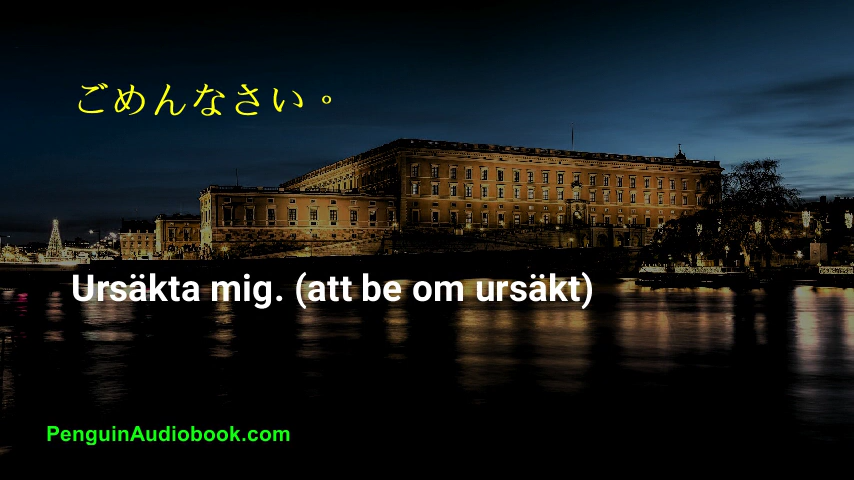 ごめんなさい。
Ursäkta mig. (att be om ursäkt)
PenguinAudiobook.com